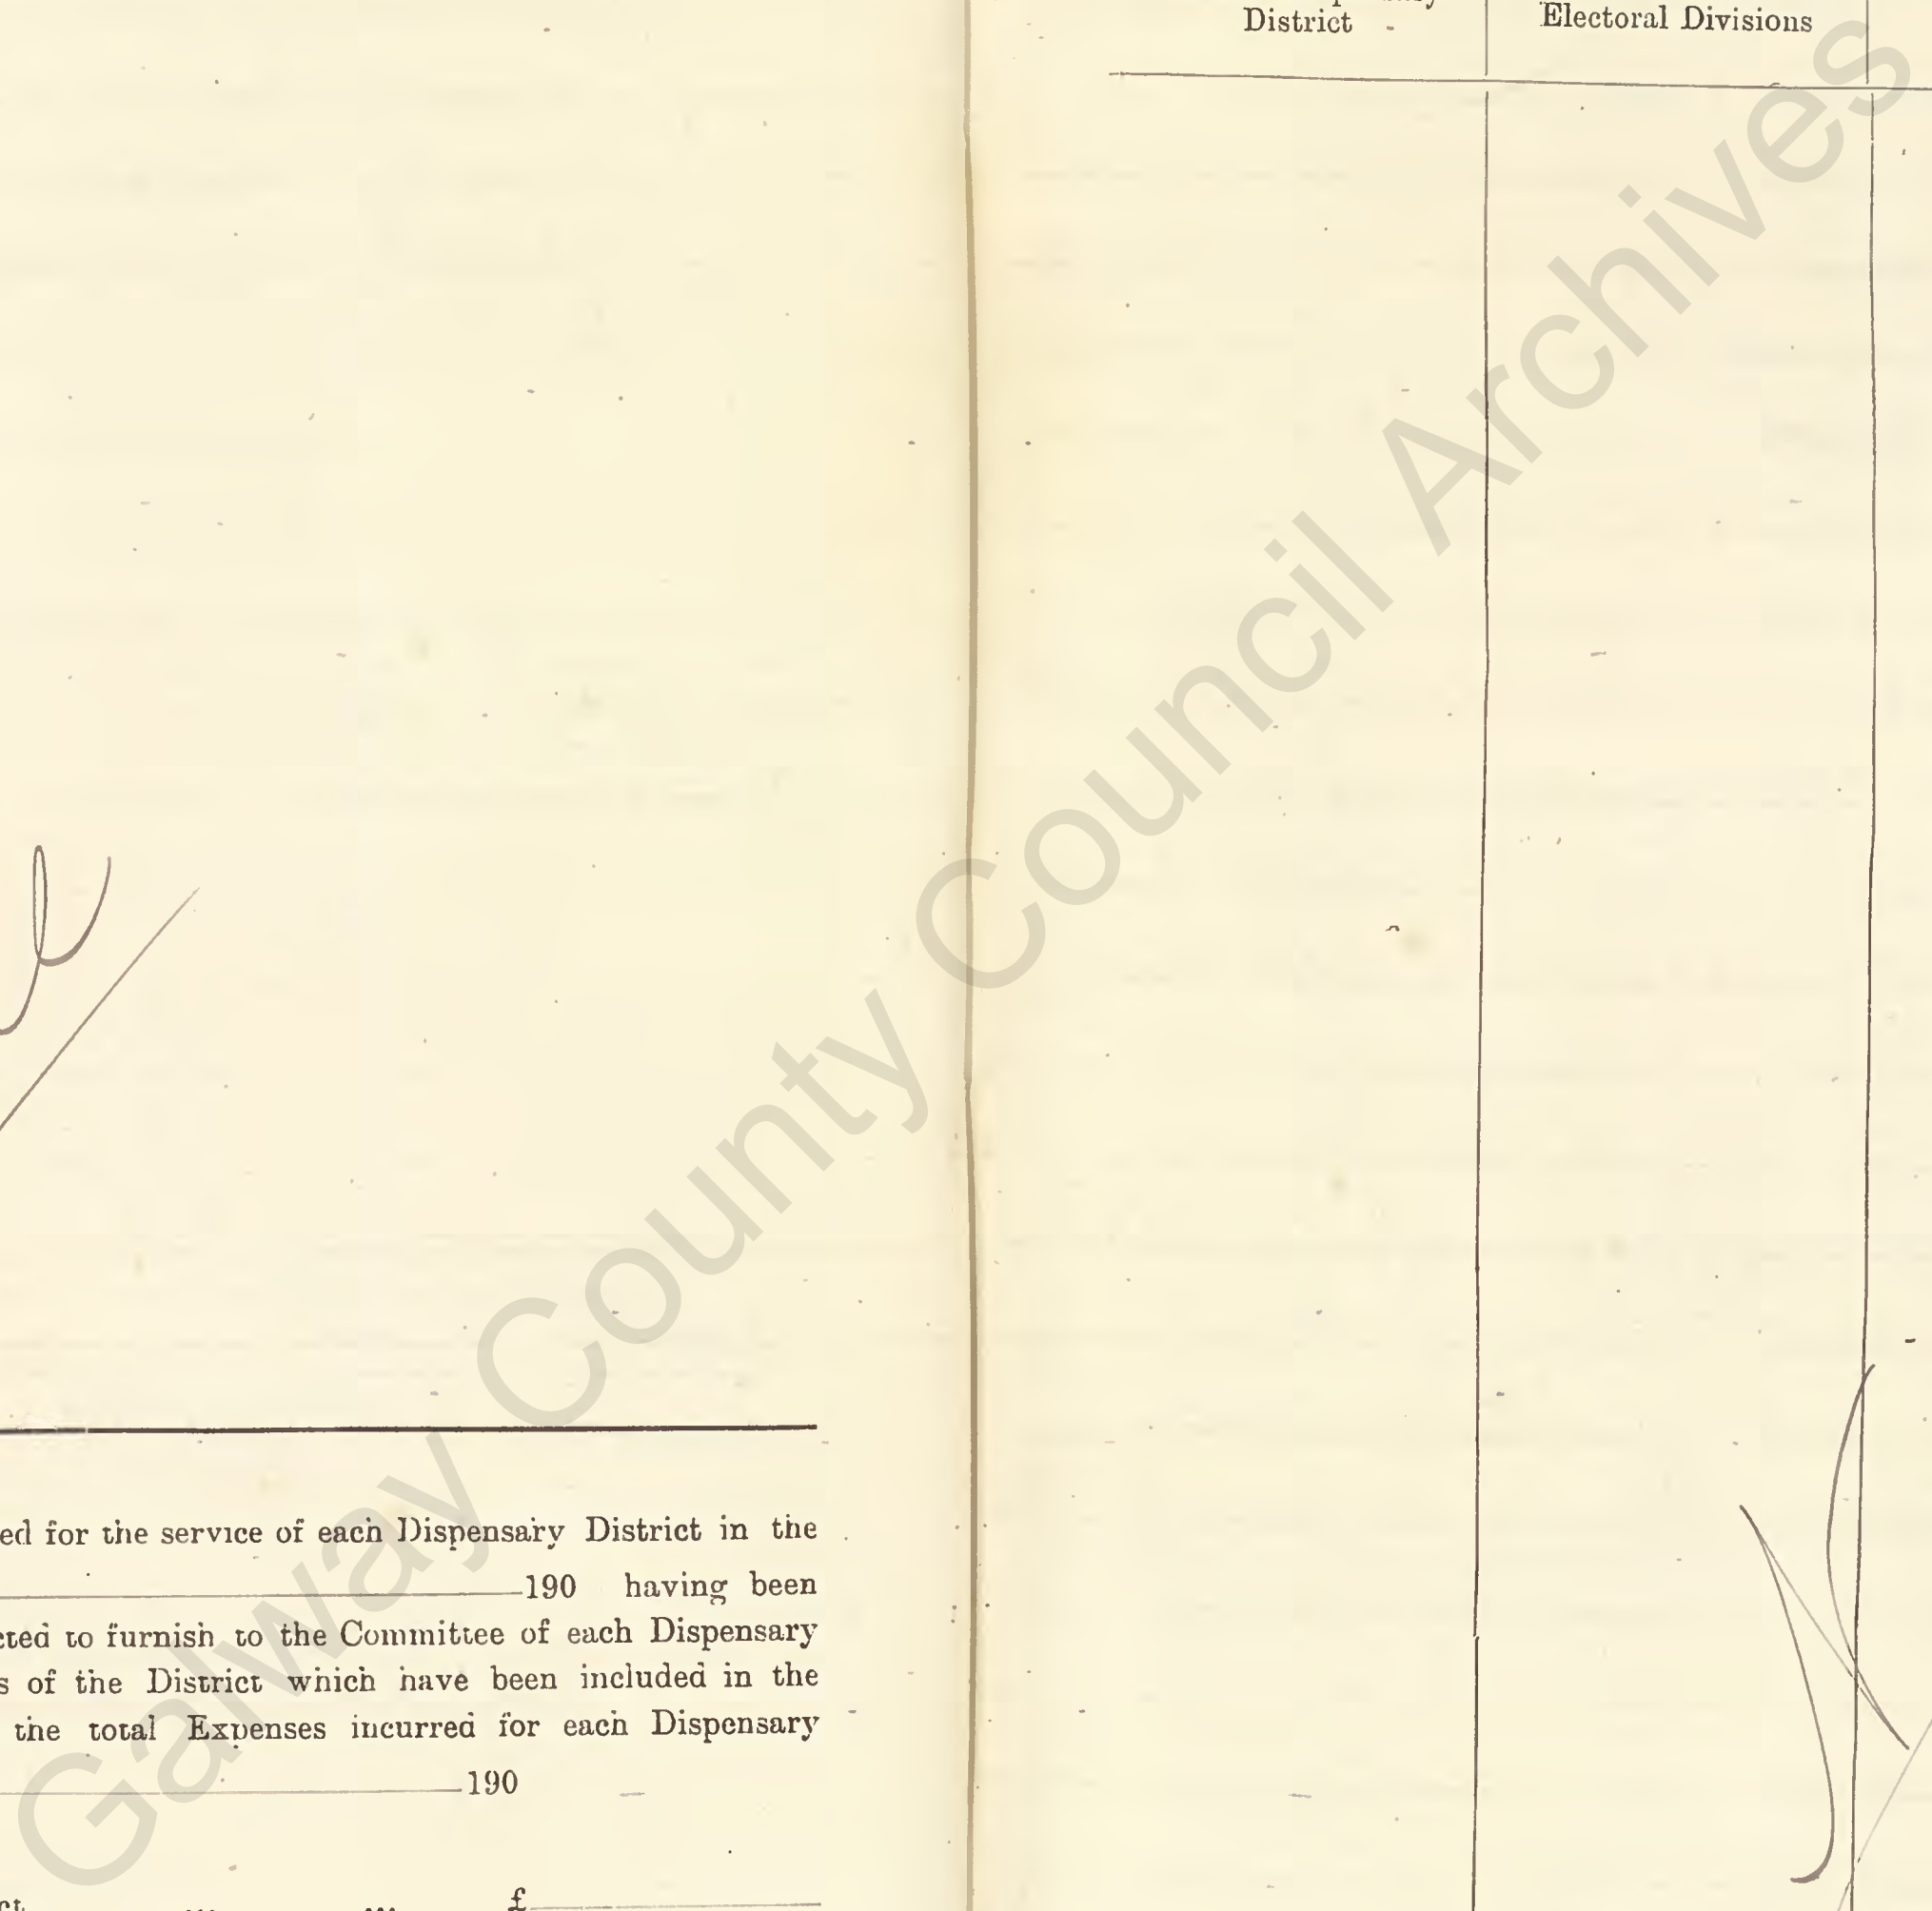 ed for the service of each Dispensary District in the
190 having been
cted to furnish to the Committee of each Dispensary
s of the District which have been included in the
the total Expenses incurred for each Dispensary
190
ct ... ... £
District
Electoral Divisions
Galway County Council Archives